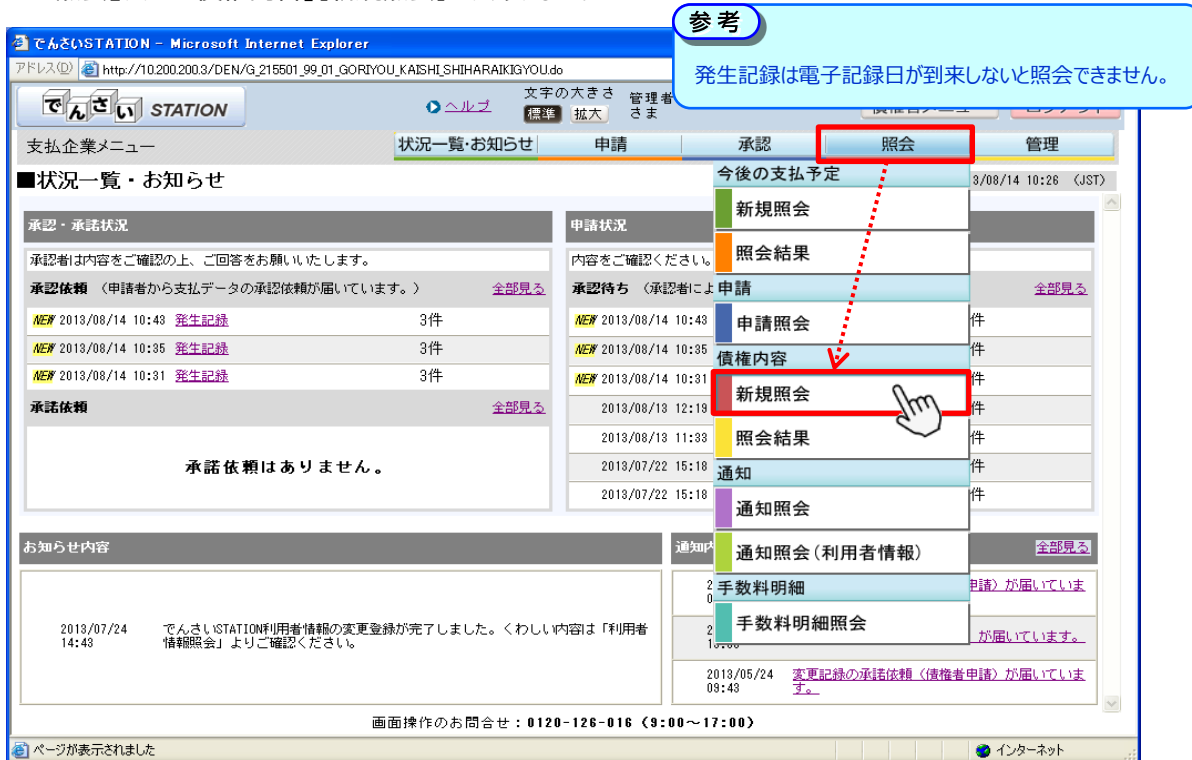 参考
発生記録は電子記録日が到来しないと照会できません。
でんさいSTATION - Microsoft Internet Explorer
アドレス(D) http://10.200.200.3/DEN/G_215501_99_01_GORIYOU_KAISHI_SHIHARAIKIGYOU.do
でんさい STATION
ヘルプ
文字の大きさ
標準 拡大
管理者
さま
支払企業メニュー
状況一覧・お知らせ 申請 承認 照会 管理
■状況一覧・お知らせ
3/08/14 10:26 (JST)
今後の支払予定
新規照会
照会結果
申請
申請照会
債権内容
新規照会
照会結果
通知
通知照会
通知照会(利用者情報)
手数料明細
手数料明細照会
承認・承諾状況
承認者は内容をご確認の上、ご回答をお願いいたします。
承認依頼 (申請者から支払データの承認依頼が届いています。) 全部見る
NEW 2013/08/14 10:43 発生記録 3件
NEW 2013/08/14 10:35 発生記録 3件
NEW 2013/08/14 10:31 発生記録 3件
承諾依頼 全部見る
承諾依頼はありません。
申請状況
内容をご確認ください。
承認待ち (承認者によ 全部見る
NEW 2013/08/14 10:43 件
NEW 2013/08/14 10:35 件
NEW 2013/08/14 10:31 件
2013/08/13 12:19 件
2013/08/13 11:33 件
2013/07/22 15:18 件
2013/07/22 15:18 件
お知らせ内容
2013/07/24
14:43
でんさいSTATION利用者情報の変更登録が完了しました。くわしい内容は「利用者
情報照会」よりご確認ください。
通知内 全部見る
申請）が届いていま
が届いています。
2013/05/24
09:43
変更記録の承諾依頼（債権者申請）が届いていま
す。
画面操作のお問合せ：0120-126-016（9:00～17:00）
ページが表示されました
インターネット